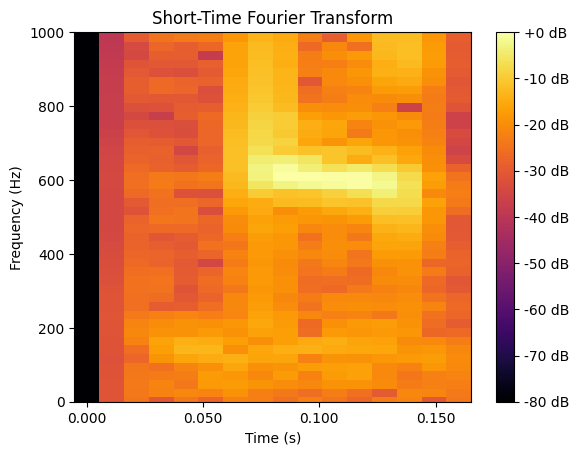 Short-Time Fourier Transform
1000
800
600
400
200
0
Frequency (Hz)
0.000
0.050
0.100
0.150
Time (s)
+0 dB
-10 dB
-20 dB
-30 dB
-40 dB
-50 dB
-60 dB
-70 dB
-80 dB